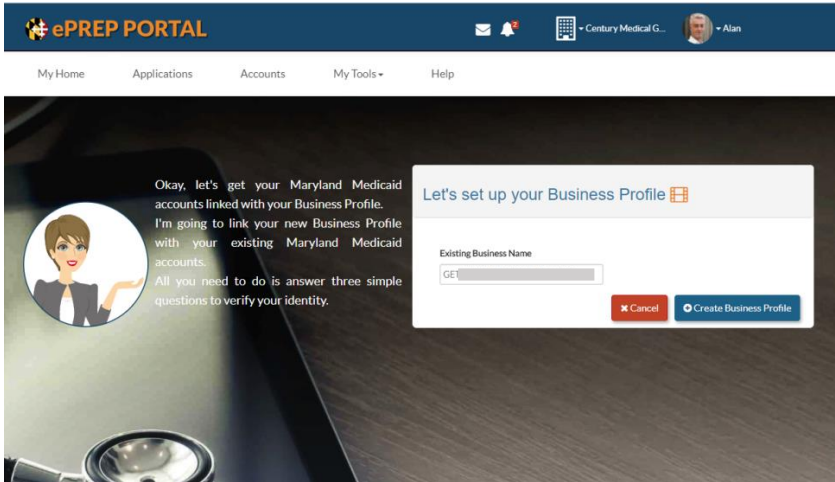 ePREP PORTAL
2
Century Medical G...
Alan
My Home
Applications
Accounts
My Tools
Help
Okay, let's get your Maryland Medicaid
accounts linked with your Business Profile.
I'm going to link your new Business Profile
with your existing Maryland Medicaid
accounts.
All you need to do is answer three simple
questions to verify your identity.
Let's set up your Business Profile
Existing Business Name
GET
Cancel
Create Business Profile